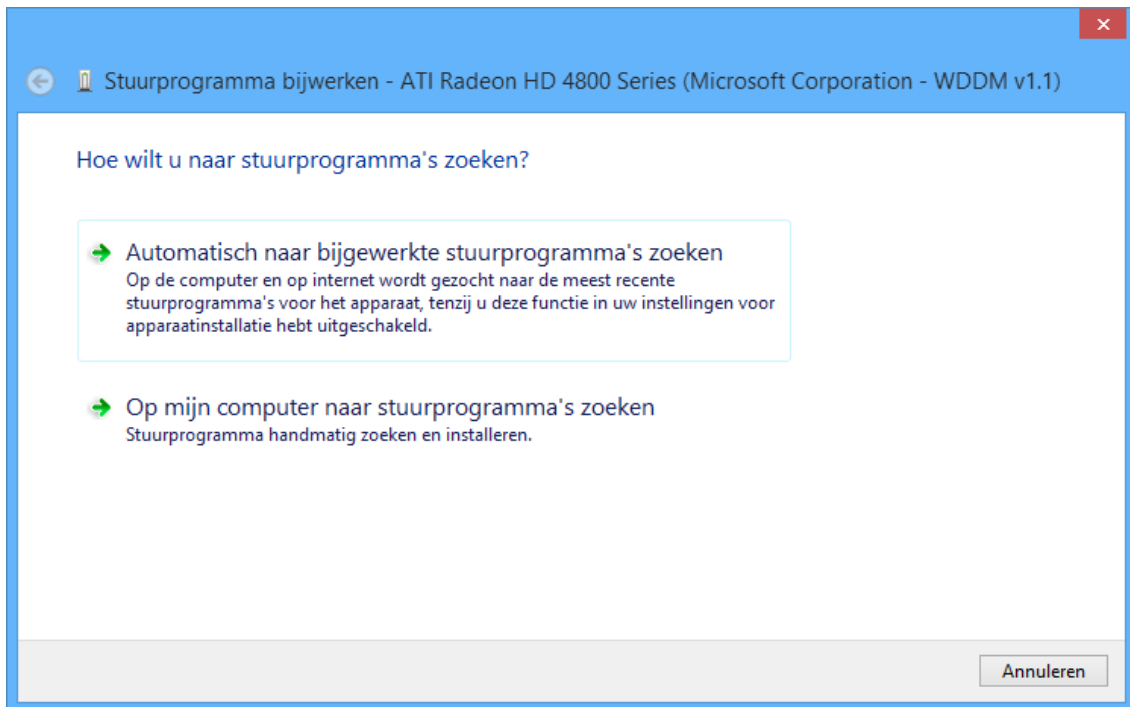 Stuurprogramma bijwerken - ATI Radeon HD 4800 Series (Microsoft Corporation - WDDM v1.1)
Hoe wilt u naar stuurprogramma's zoeken?
Automatisch naar bijgewerkte stuurprogramma's zoeken
Op de computer en op internet wordt gezocht naar de meest recente
stuurprogramma's voor het apparaat, tenzij u deze functie in uw instellingen voor
apparaatinstallatie hebt uitgeschakeld.
Op mijn computer naar stuurprogramma's zoeken
Stuurprogramma handmatig zoeken en installeren.
Annuleren